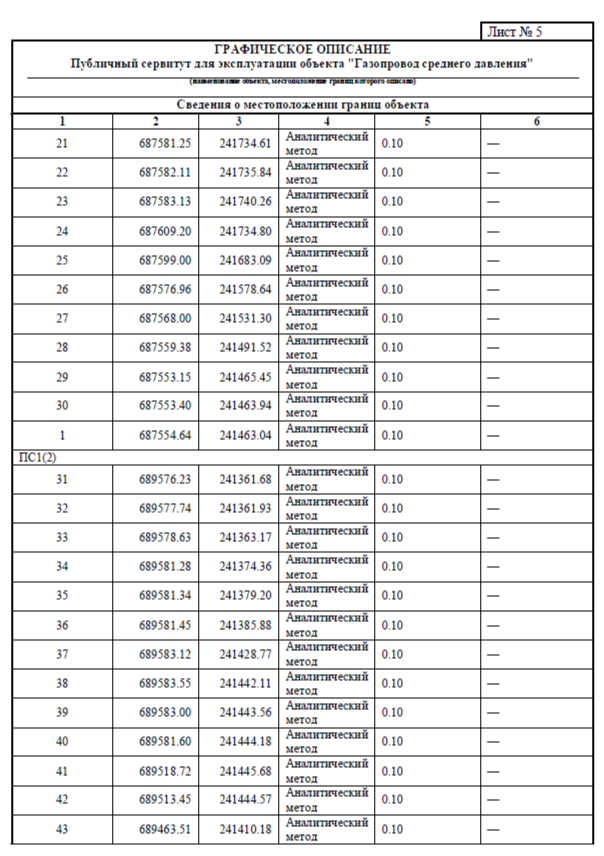 Лист № 5
ГРАФИЧЕСКОЕ ОПИСАНИЕ
Публичный сервитут для эксплуатации объекта "Газопровод среднего давления"
(наименование объекта, местоположение границ которого описано)
Сведения о местоположении границ объекта
1 2 3 4 5 6
21 687581.25 241734.61 Аналитический метод 0.10 —
22 687582.11 241735.84 Аналитический метод 0.10 —
23 687583.13 241740.26 Аналитический метод 0.10 —
24 687609.20 241734.80 Аналитический метод 0.10 —
25 687599.00 241683.09 Аналитический метод 0.10 —
26 687576.96 241578.64 Аналитический метод 0.10 —
27 687568.00 241531.30 Аналитический метод 0.10 —
28 687559.38 241491.52 Аналитический метод 0.10 —
29 687553.15 241465.45 Аналитический метод 0.10 —
30 687553.40 241463.94 Аналитический метод 0.10 —
1 687554.64 241463.04 Аналитический метод 0.10 —
ПС1(2)
31 689576.23 241361.68 Аналитический метод 0.10 —
32 689577.74 241361.93 Аналитический метод 0.10 —
33 689578.63 241363.17 Аналитический метод 0.10 —
34 689581.28 241374.36 Аналитический метод 0.10 —
35 689581.34 241379.20 Аналитический метод 0.10 —
36 689581.45 241385.88 Аналитический метод 0.10 —
37 689583.12 241428.77 Аналитический метод 0.10 —
38 689583.55 241442.11 Аналитический метод 0.10 —
39 689583.00 241443.56 Аналитический метод 0.10 —
40 689581.60 241444.18 Аналитический метод 0.10 —
41 689518.72 241445.68 Аналитический метод 0.10 —
42 689513.45 241444.57 Аналитический метод 0.10 —
43 689463.51 241410.18 Аналитический метод 0.10 —